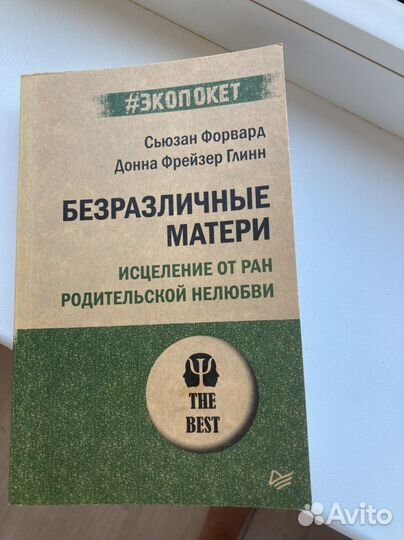 #ЭКОПОКЕТ
Сьюзан Форвард
Донна Фрейзер Глинн
БЕЗРАЗЛИЧНЫЕ
МАТЕРИ
ИСЦЕЛЕНИЕ ОТ РАН
РОДИТЕЛЬСКОЙ НЕЛЮБВИ
Ψ
THE
BEST
Avito